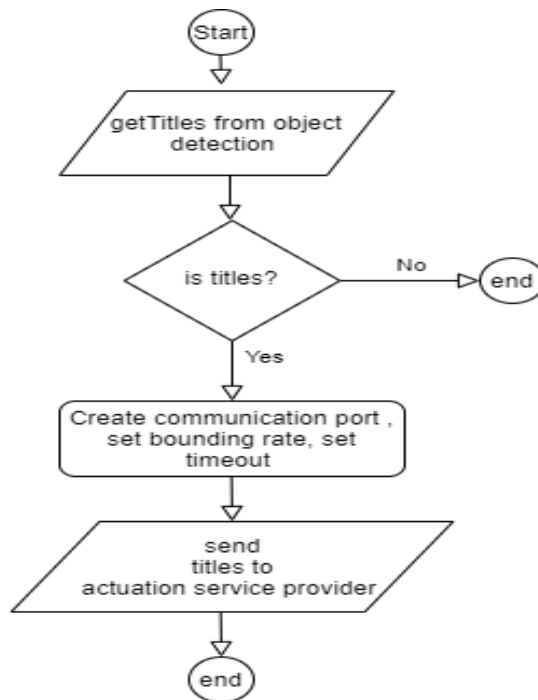 Start
getTitles from object
detection
is titles?
No
end
Yes
Create communication port ,
set bounding rate, set
timeout
send
titles to
actuation service provider
end